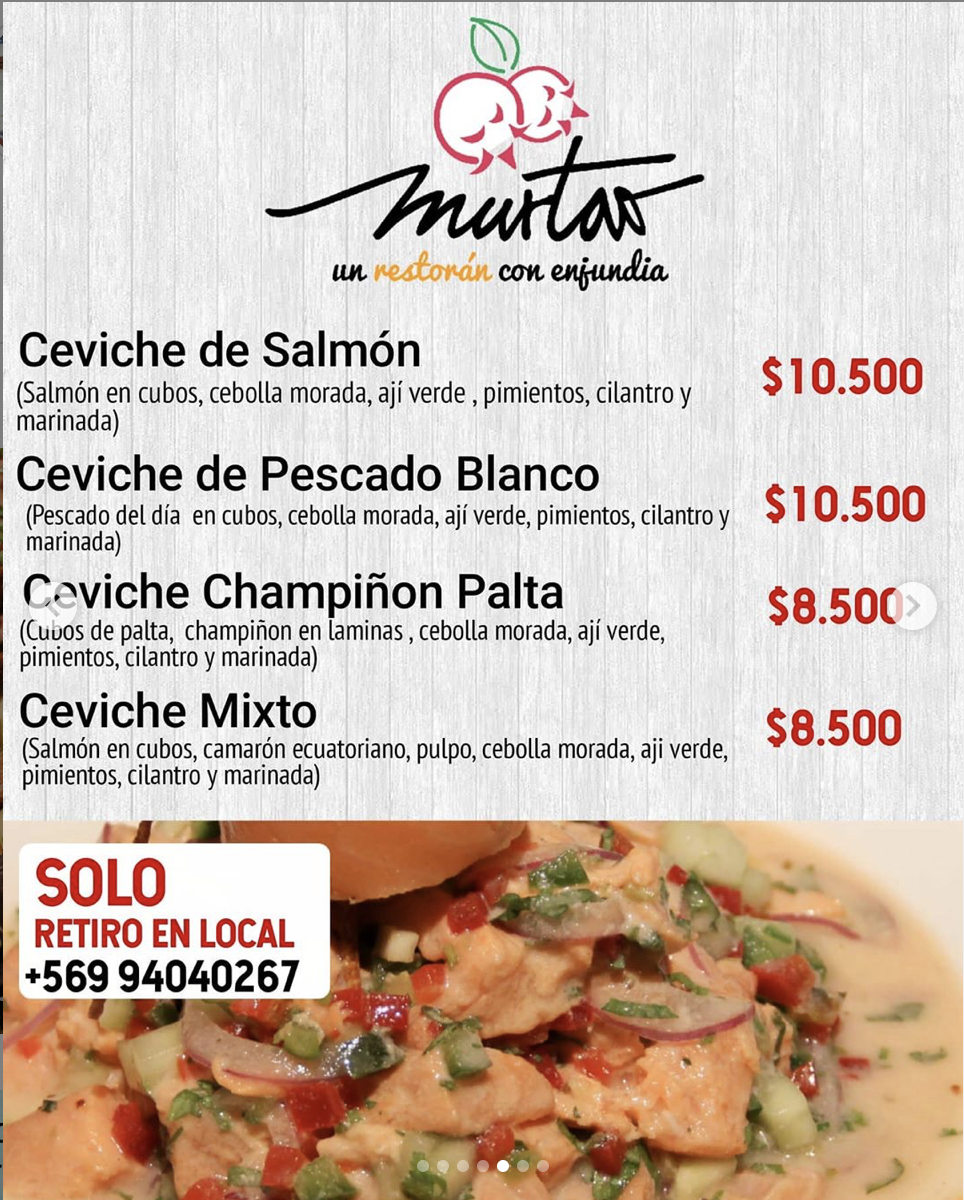 murtas
un restorán con enjundia
Ceviche de Salmón
$10.500
(Salmón en cubos, cebolla morada, ají verde , pimientos, cilantro y
marinada)
Ceviche de Pescado Blanco
$10.500
(Pescado del día en cubos, cebolla morada, ají verde, pimientos, cilantro y
marinada)
Ceviche Champiñon Palta
$8.500
(Cubos de palta, champiñon en laminas , cebolla morada, ají verde,
pimientos, cilantro y marinada)
Ceviche Mixto
$8.500
(Salmón en cubos, camarón ecuatoriano, pulpo, cebolla morada, aji verde,
pimientos, cilantro y marinada)
SOLO
RETIRO EN LOCAL
+569 94040267